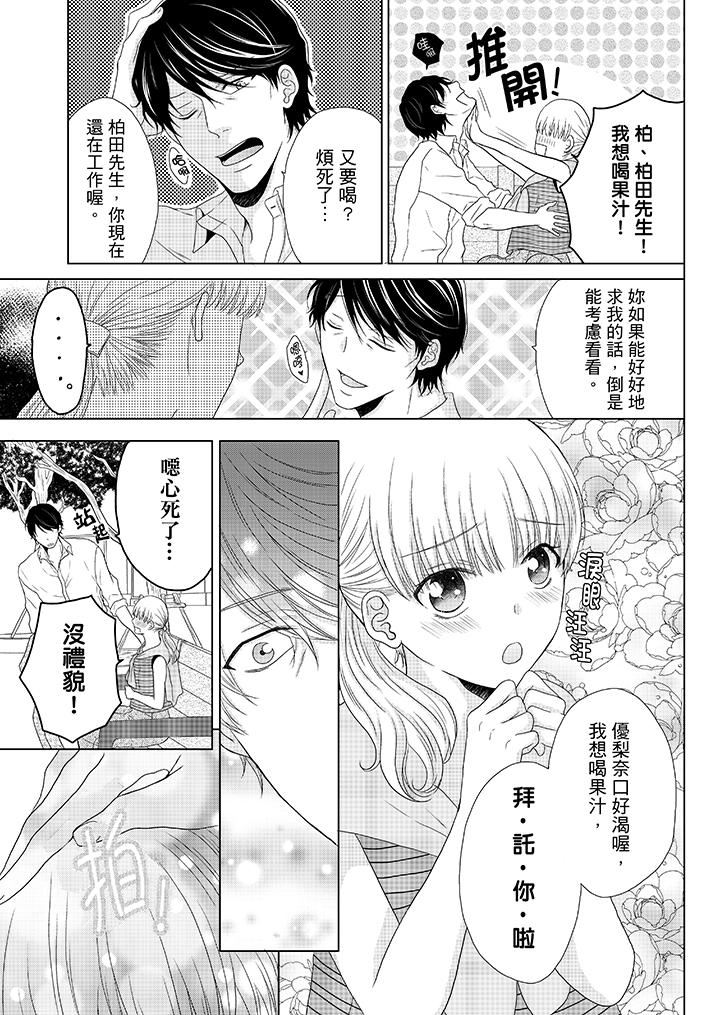 柏、柏田先生！
我想喝果汁！
推開！
哇啊
又要喝？
煩死了…
柏田先生，你現在
還在工作喔。
妳如果能好好地
求我的話，倒是
能考慮看看。
．．．．。
淚眼汪汪
優梨奈口好渴喔，
我想喝果汁，
拜・託・你・啦
噁心死了…
站起
沒禮貌！
拍！